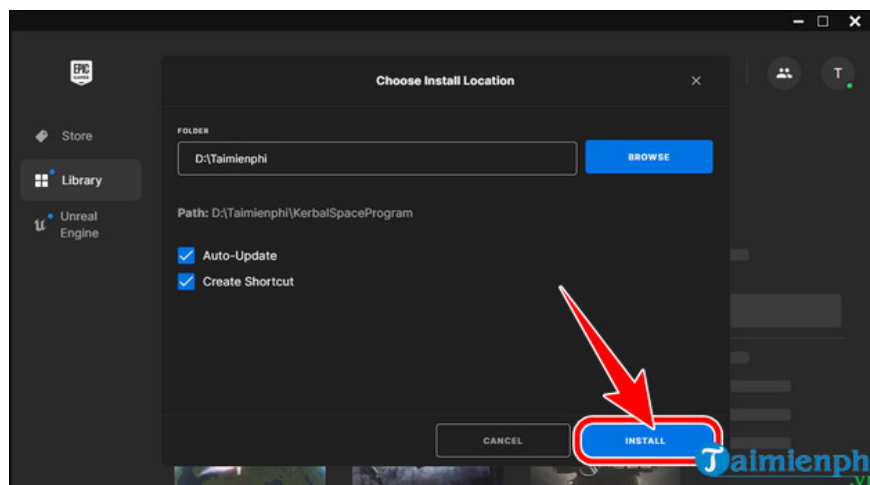 EPIC
GAMES
Choose Install Location
T
Store
Library
Unreal
Engine
FOLDER
D:\Taimienphi
BROWSE
Path: D:\Taimienphi\KerbalSpaceProgram
Auto-Update
Create Shortcut
CANCEL
INSTALL
Taimienph
.v